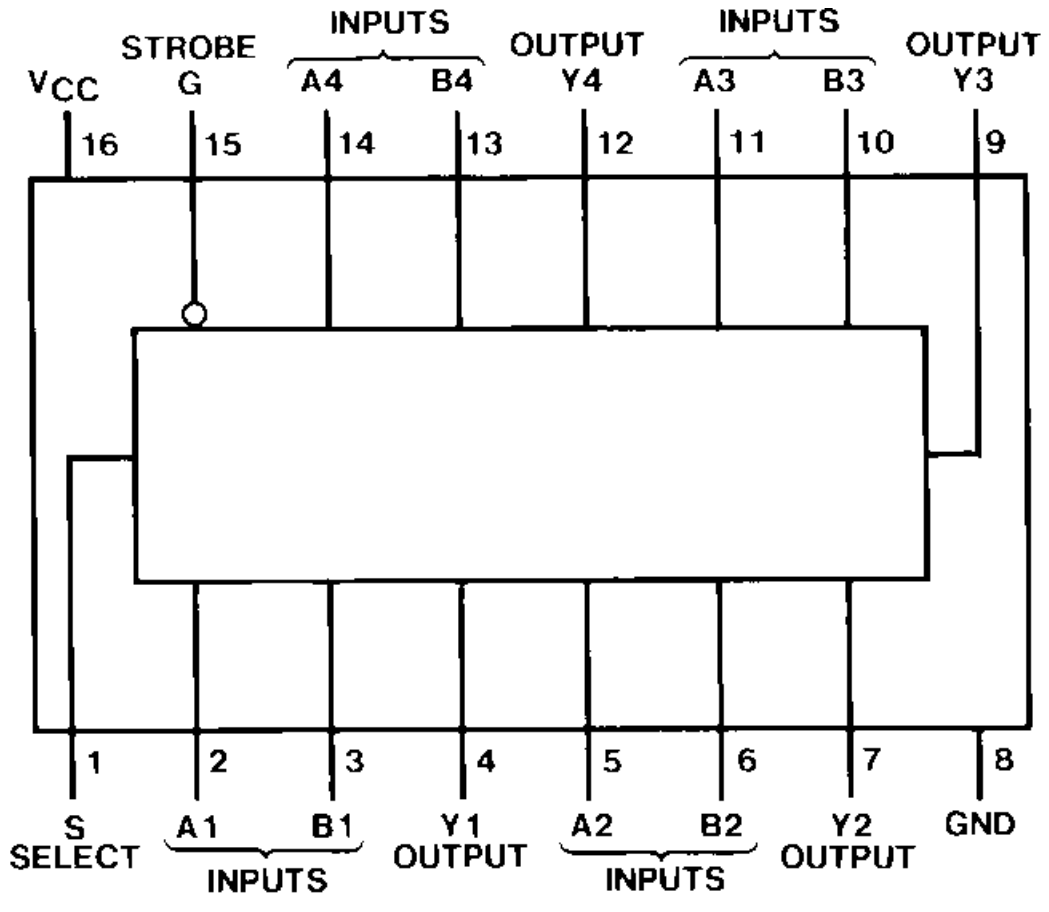 INPUTS INPUTS
STROBE OUTPUT OUTPUT
VCC G A4 B4 Y4 A3 B3 Y3
16 15 14 13 12 11 10 9
1 2 3 4 5 6 7 8
S A1 B1 Y1 A2 B2 Y2 GND
SELECT OUTPUT OUTPUT
INPUTS INPUTS